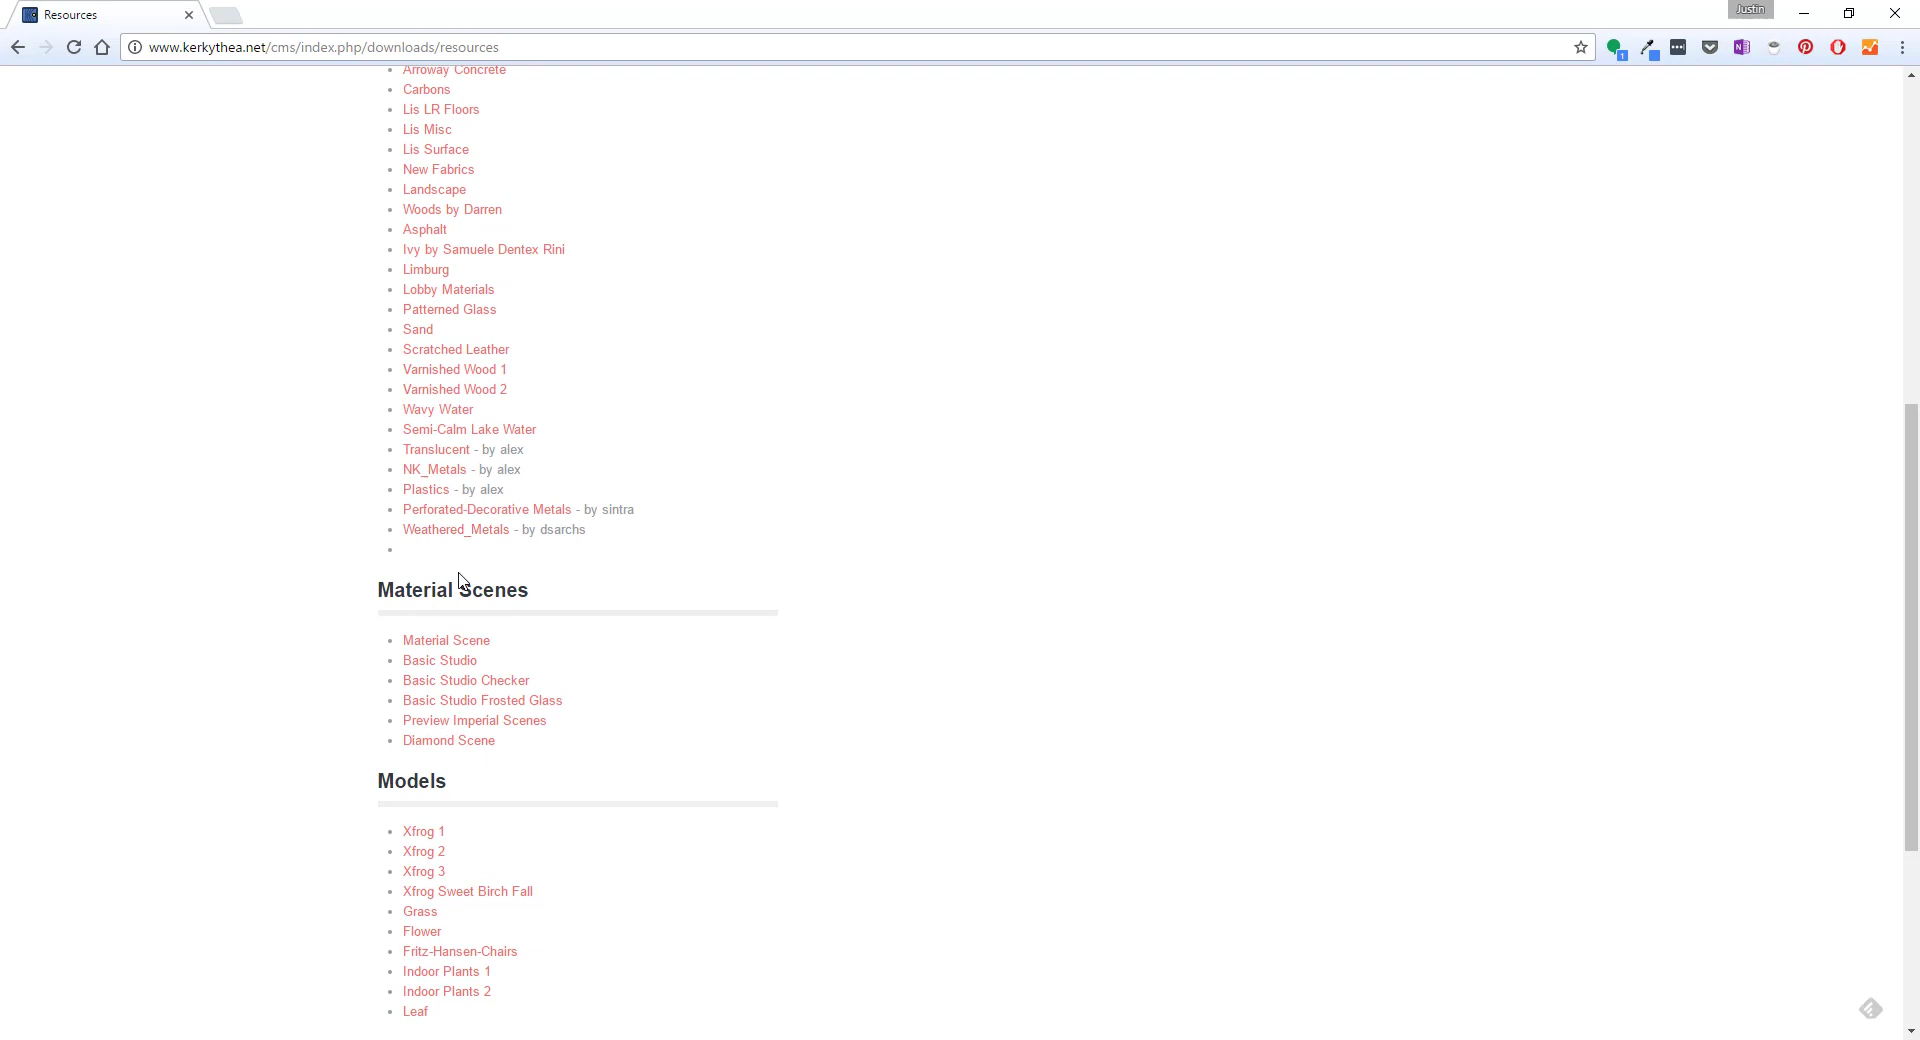 Resources
Justin
www.kerkythea.net/cms/index.php/downloads/resources
1
Arroway Concrete
Carbons
Lis LR Floors
Lis Misc
Lis Surface
New Fabrics
Landscape
Woods by Darren
Asphalt
Ivy by Samuele Dentex Rini
Limburg
Lobby Materials
Patterned Glass
Sand
Scratched Leather
Varnished Wood 1
Varnished Wood 2
Wavy Water
Semi-Calm Lake Water
Translucent - by alex
NK_Metals - by alex
Plastics - by alex
Perforated-Decorative Metals - by sintra
Weathered_Metals - by dsarchs
Material Scenes
Material Scene
Basic Studio
Basic Studio Checker
Basic Studio Frosted Glass
Preview Imperial Scenes
Diamond Scene
Models
Xfrog 1
Xfrog 2
Xfrog 3
Xfrog Sweet Birch Fall
Grass
Flower
Fritz-Hansen-Chairs
Indoor Plants 1
Indoor Plants 2
Leaf